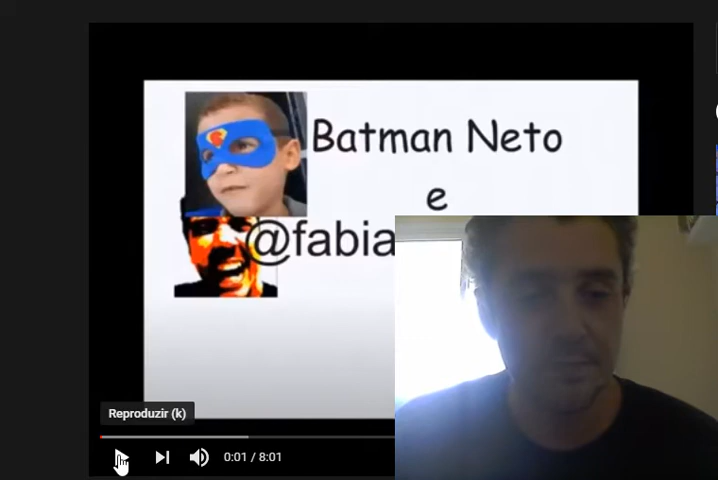 Batman Neto
e
@fabia
Reproduzir (k)
0:01 / 8:01